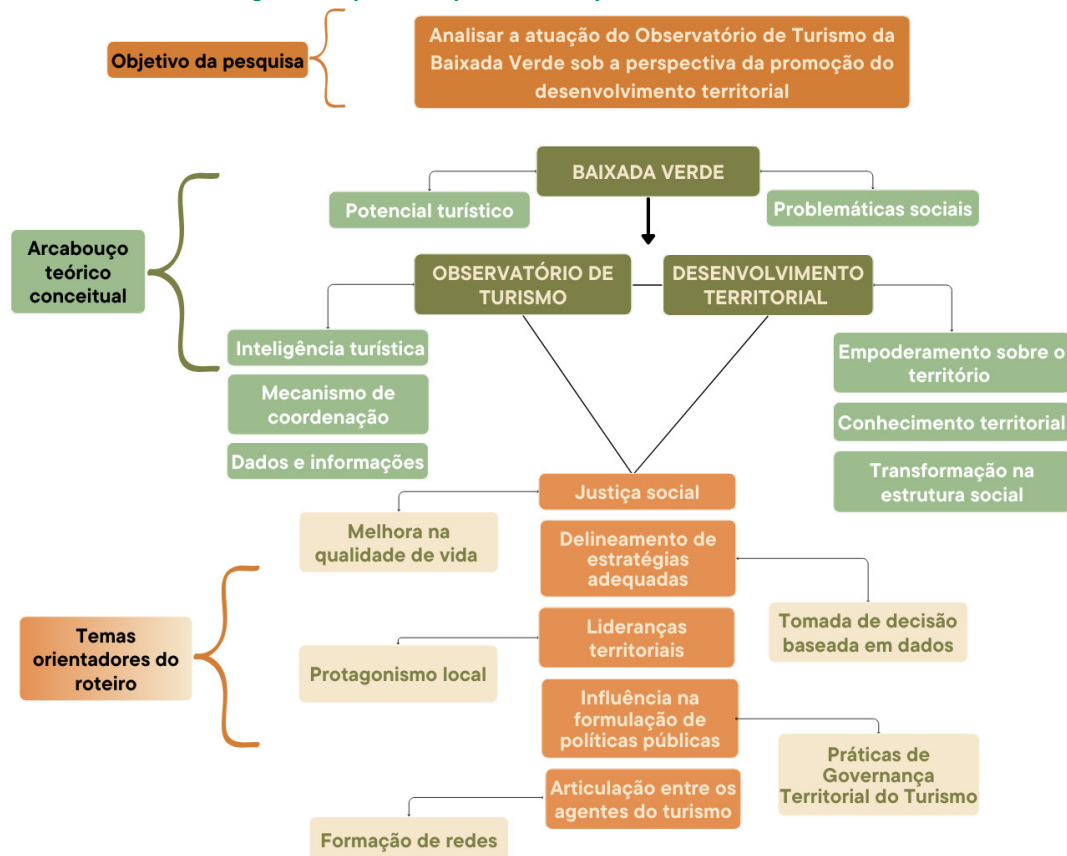 Objetivo da pesquisa
Analisar a atuação do Observatório de Turismo da
Baixada Verde sob a perspectiva da promoção do
desenvolvimento territorial
BAIXADA VERDE
Potencial turístico
Problemáticas sociais
Arcabouço
teórico
conceitual
OBSERVATÓRIO DE
TURISMO
DESENVOLVIMENTO
TERRITORIAL
Inteligência turística
Mecanismo de
coordenação
Dados e informações
Empoderamento sobre o
território
Conhecimento territorial
Transformação na
estrutura social
Justiça social
Melhora na
qualidade de vida
Delineamento de
estratégias
adequadas
Tomada de decisão
baseada em dados
Temas
orientadores do
roteiro
Lideranças
territoriais
Protagonismo local
Influência na
formulação de
políticas públicas
Práticas de
Governança
Territorial do Turismo
Articulação entre os
agentes do turismo
Formação de redes